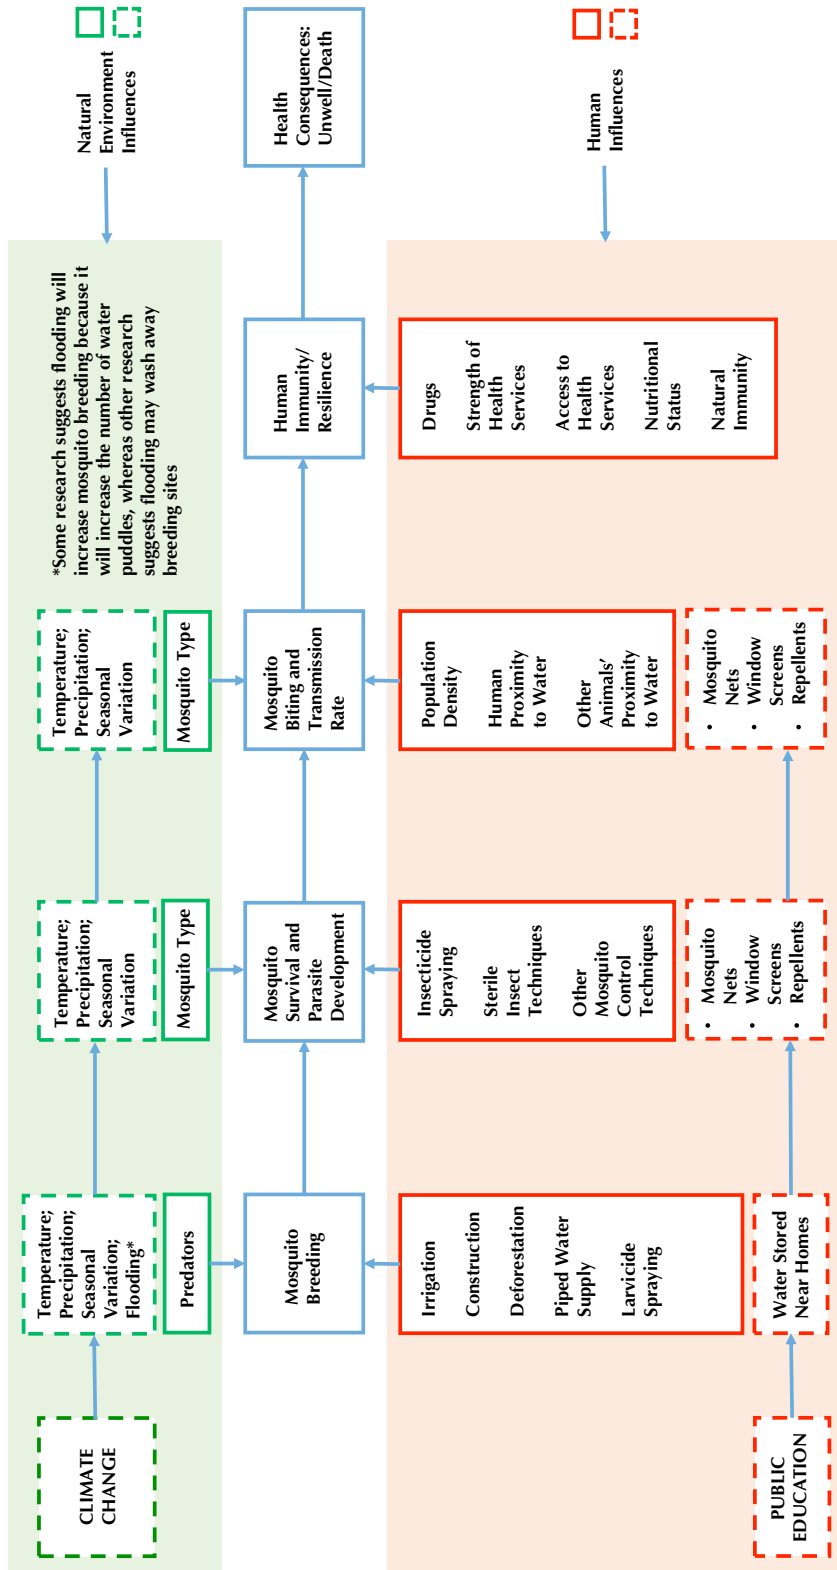 CLIMATE
CHANGE
Temperature;
Precipitation;
Seasonal
Variation;
Flooding*
Predators
Temperature;
Precipitation;
Seasonal
Variation
Mosquito Type
Temperature;
Precipitation;
Seasonal
Variation
Mosquito Type
*Some research suggests flooding will
increase mosquito breeding because it
will increase the number of water
puddles, whereas other research
suggests flooding may wash away
breeding sites
Natural
Environment
Influences
Mosquito
Breeding
Mosquito
Survival and
Parasite
Development
Mosquito
Biting and
Transmission
Rate
Human
Immunity/
Resilience
Health
Consequences:
Unwell/Death
Irrigation
Construction
Deforestation
Piped Water
Supply
Larvicide
Spraying
Insecticide
Spraying
Sterile
Insect
Techniques
Other
Mosquito
Control
Techniques
Population
Density
Human
Proximity
to Water
Other
Animals’
Proximity
to Water
Drugs
Strength of
Health
Services
Access to
Health
Services
Nutritional
Status
Natural
Immunity
Human
Influences
PUBLIC
EDUCATION
Water Stored
Near Homes
• Mosquito
Nets
• Window
Screens
• Repellents
• Mosquito
Nets
• Window
Screens
• Repellents